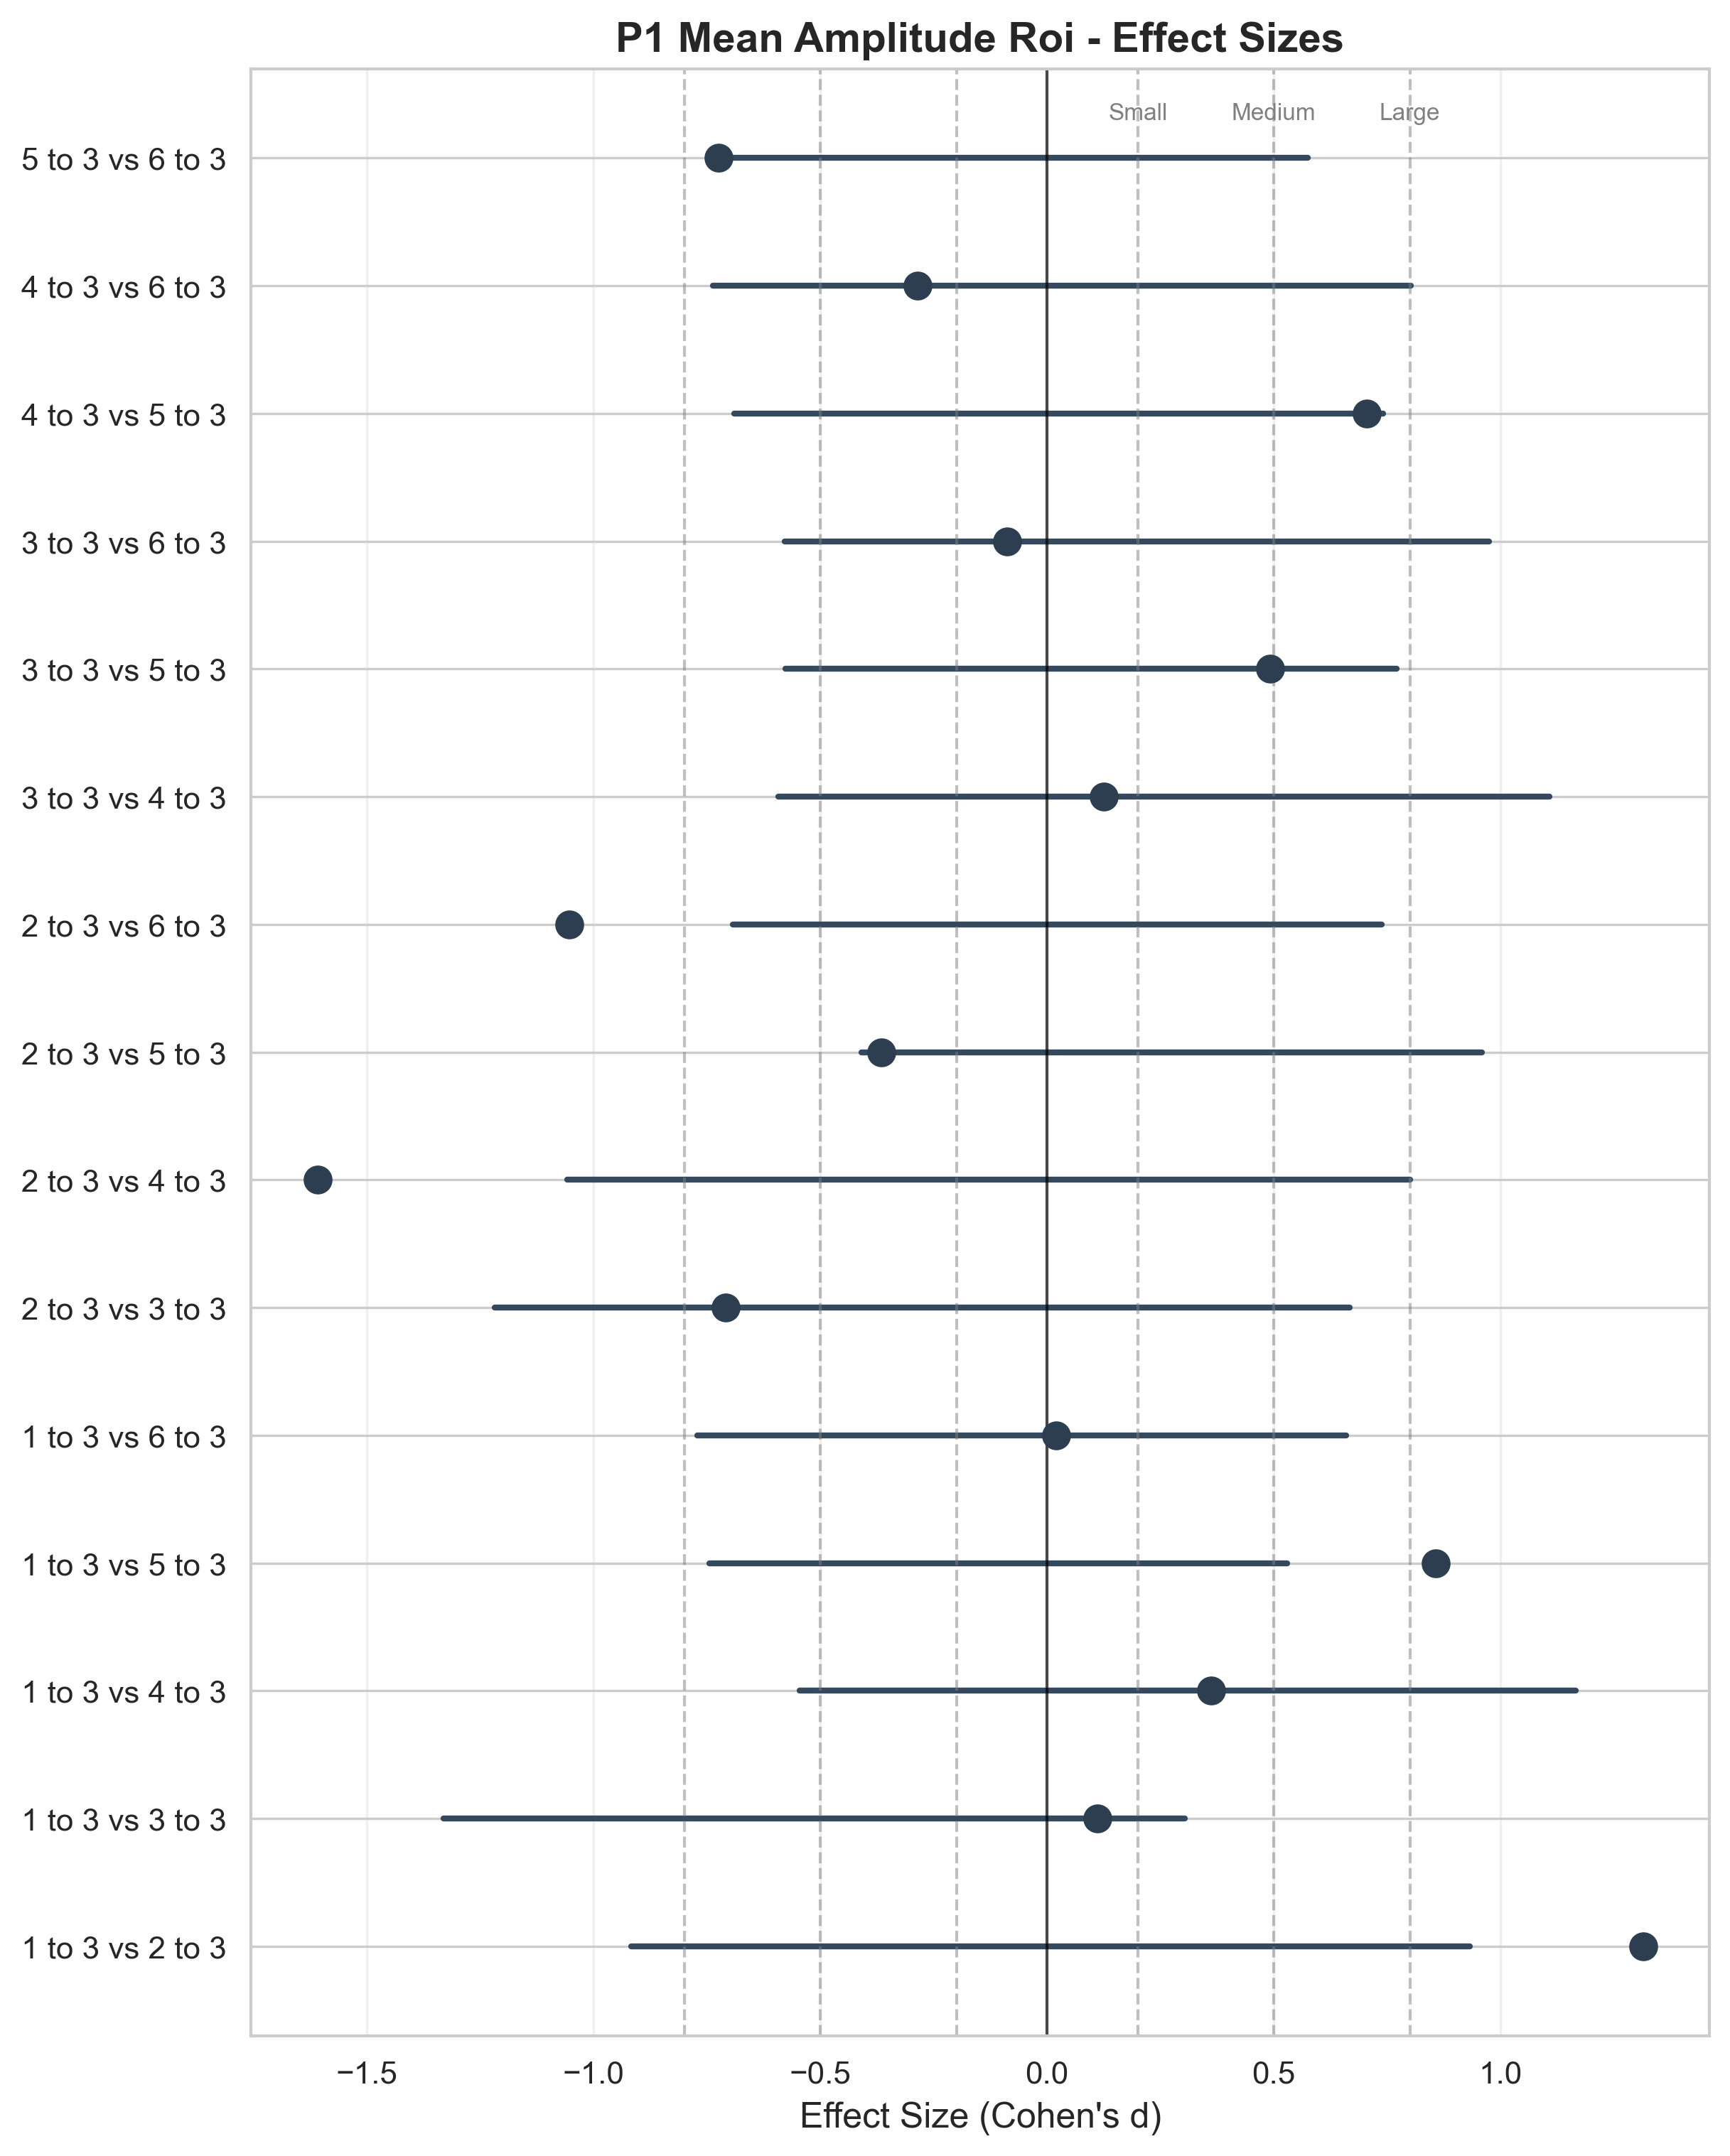 P1 Mean Amplitude Roi - Effect Sizes
Small Medium Large
5 to 3 vs 6 to 3
4 to 3 vs 6 to 3
4 to 3 vs 5 to 3
3 to 3 vs 6 to 3
3 to 3 vs 5 to 3
3 to 3 vs 4 to 3
2 to 3 vs 6 to 3
2 to 3 vs 5 to 3
2 to 3 vs 4 to 3
2 to 3 vs 3 to 3
1 to 3 vs 6 to 3
1 to 3 vs 5 to 3
1 to 3 vs 4 to 3
1 to 3 vs 3 to 3
1 to 3 vs 2 to 3
−1.5 −1.0 −0.5 0.0 0.5 1.0
Effect Size (Cohen's d)